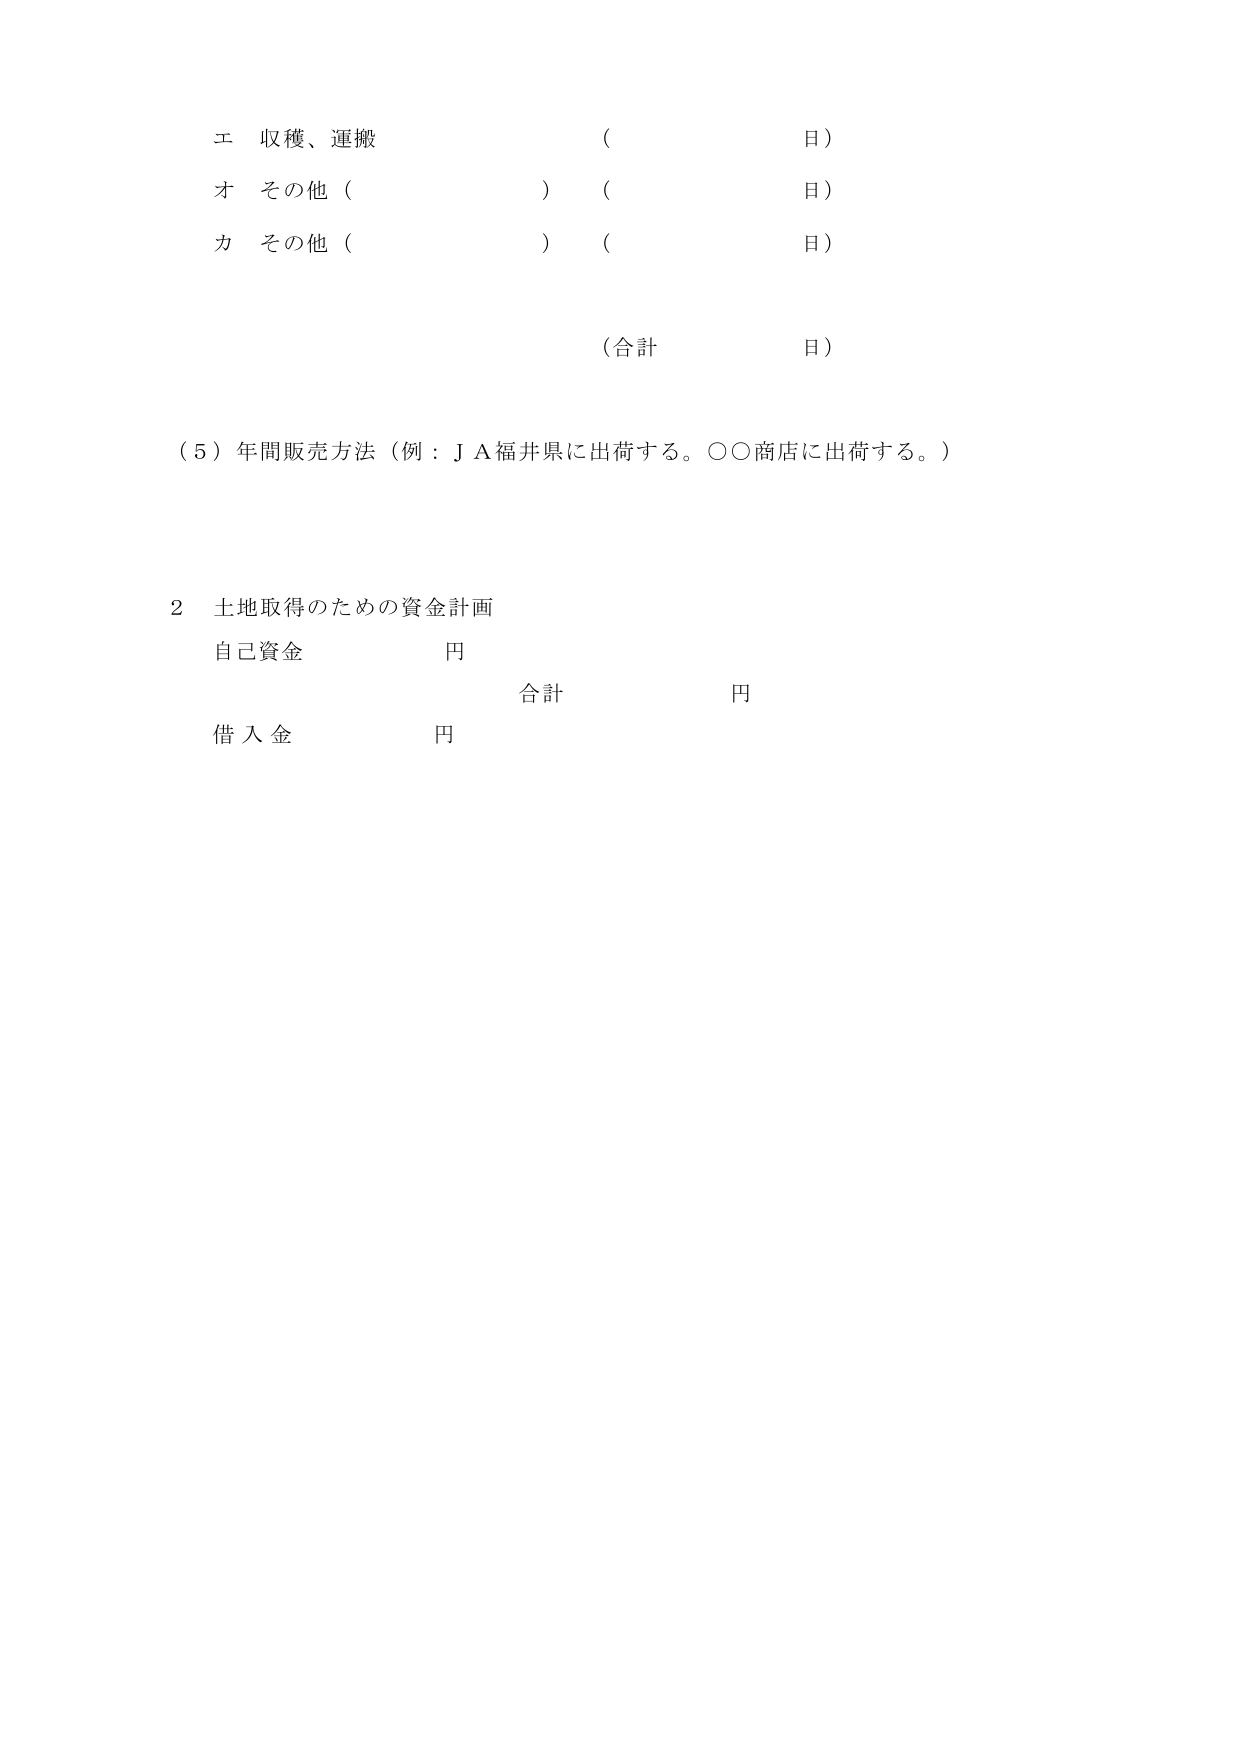 エ　収穫、運搬　　　　　　　　　（　　　　　　　　日）
オ　その他（　　　　　　　　）　（　　　　　　　　日）
カ　その他（　　　　　　　　）　（　　　　　　　　日）
（合計　　　　　　日）
（５）年間販売方法（例：ＪＡ福井県に出荷する。○○商店に出荷する。）
２　土地取得のための資金計画
自己資金　　　　　　円
合計　　　　　　　円
借 入 金　　　　　　円